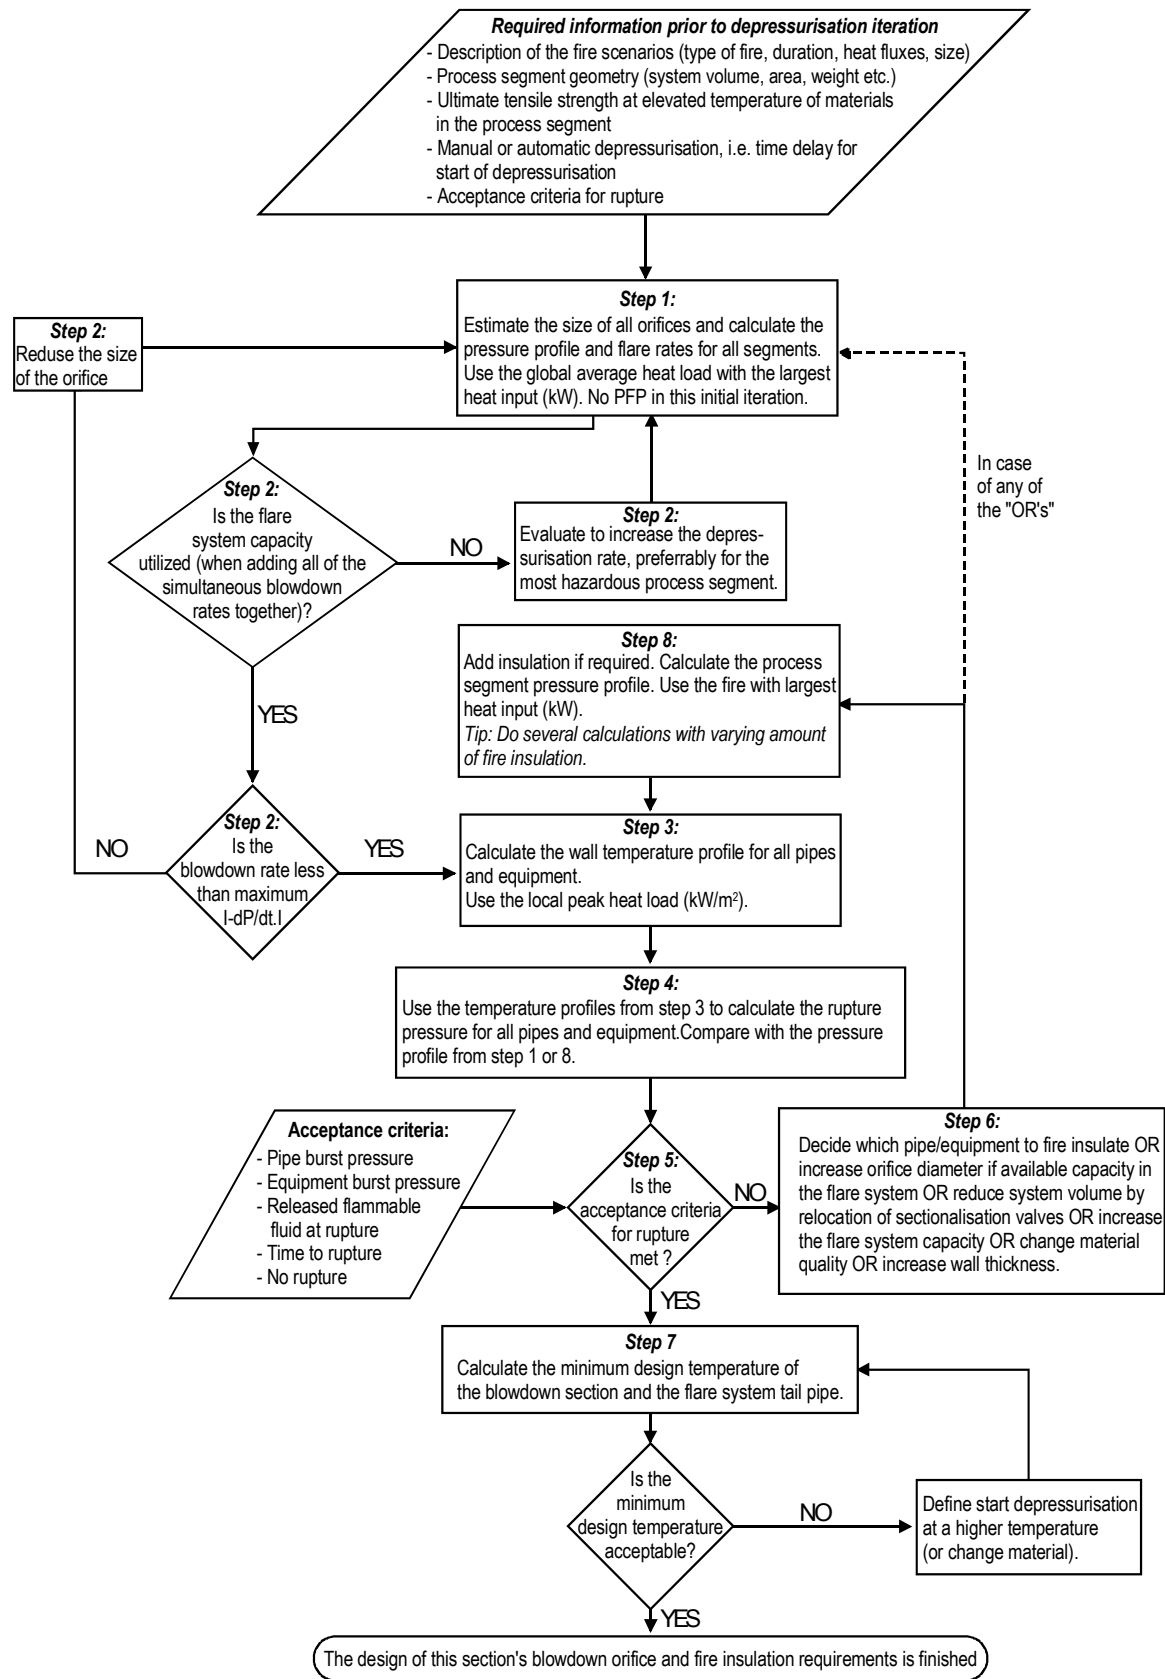 Required information prior to depressurisation iteration
- Description of the fire scenarios (type of fire, duration, heat fluxes, size)
- Process segment geometry (system volume, area, weight etc.)
- Ultimate tensile strength at elevated temperature of materials
in the process segment
- Manual or automatic depressurisation, i.e. time delay for
start of depressurisation
- Acceptance criteria for rupture
Step 1:
Estimate the size of all orifices and calculate the
pressure profile and flare rates for all segments.
Use the global average heat load with the largest
heat input (kW). No PFP in this initial iteration.
Step 2:
Reduse the size
of the orifice
In case
of any of
the "OR's"
Step 2:
Is the flare
system capacity
utilized (when adding all of the
simultaneous blowdown
rates together)?
NO
Step 2:
Evaluate to increase the depres-
surisation rate, preferrably for the
most hazardous process segment.
YES
Step 8:
Add insulation if required. Calculate the process
segment pressure profile. Use the fire with largest
heat input (kW).
Tip: Do several calculations with varying amount
of fire insulation.
Step 2:
Is the
blowdown rate less
than maximum
I-dP/dt.I
NO
YES
Step 3:
Calculate the wall temperature profile for all pipes
and equipment.
Use the local peak heat load (kW/m²).
Step 4:
Use the temperature profiles from step 3 to calculate the rupture
pressure for all pipes and equipment.Compare with the pressure
profile from step 1 or 8.
Acceptance criteria:
- Pipe burst pressure
- Equipment burst pressure
- Released flammable
fluid at rupture
- Time to rupture
- No rupture
Step 5:
Is the
acceptance criteria
for rupture
met ?
NO
Step 6:
Decide which pipe/equipment to fire insulate OR
increase orifice diameter if available capacity in
the flare system OR reduce system volume by
relocation of sectionalisation valves OR increase
the flare system capacity OR change material
quality OR increase wall thickness.
YES
Step 7
Calculate the minimum design temperature of
the blowdown section and the flare system tail pipe.
Is the
minimum
design temperature
acceptable?
NO
Define start depressurisation
at a higher temperature
(or change material).
YES
The design of this section's blowdown orifice and fire insulation requirements is finished